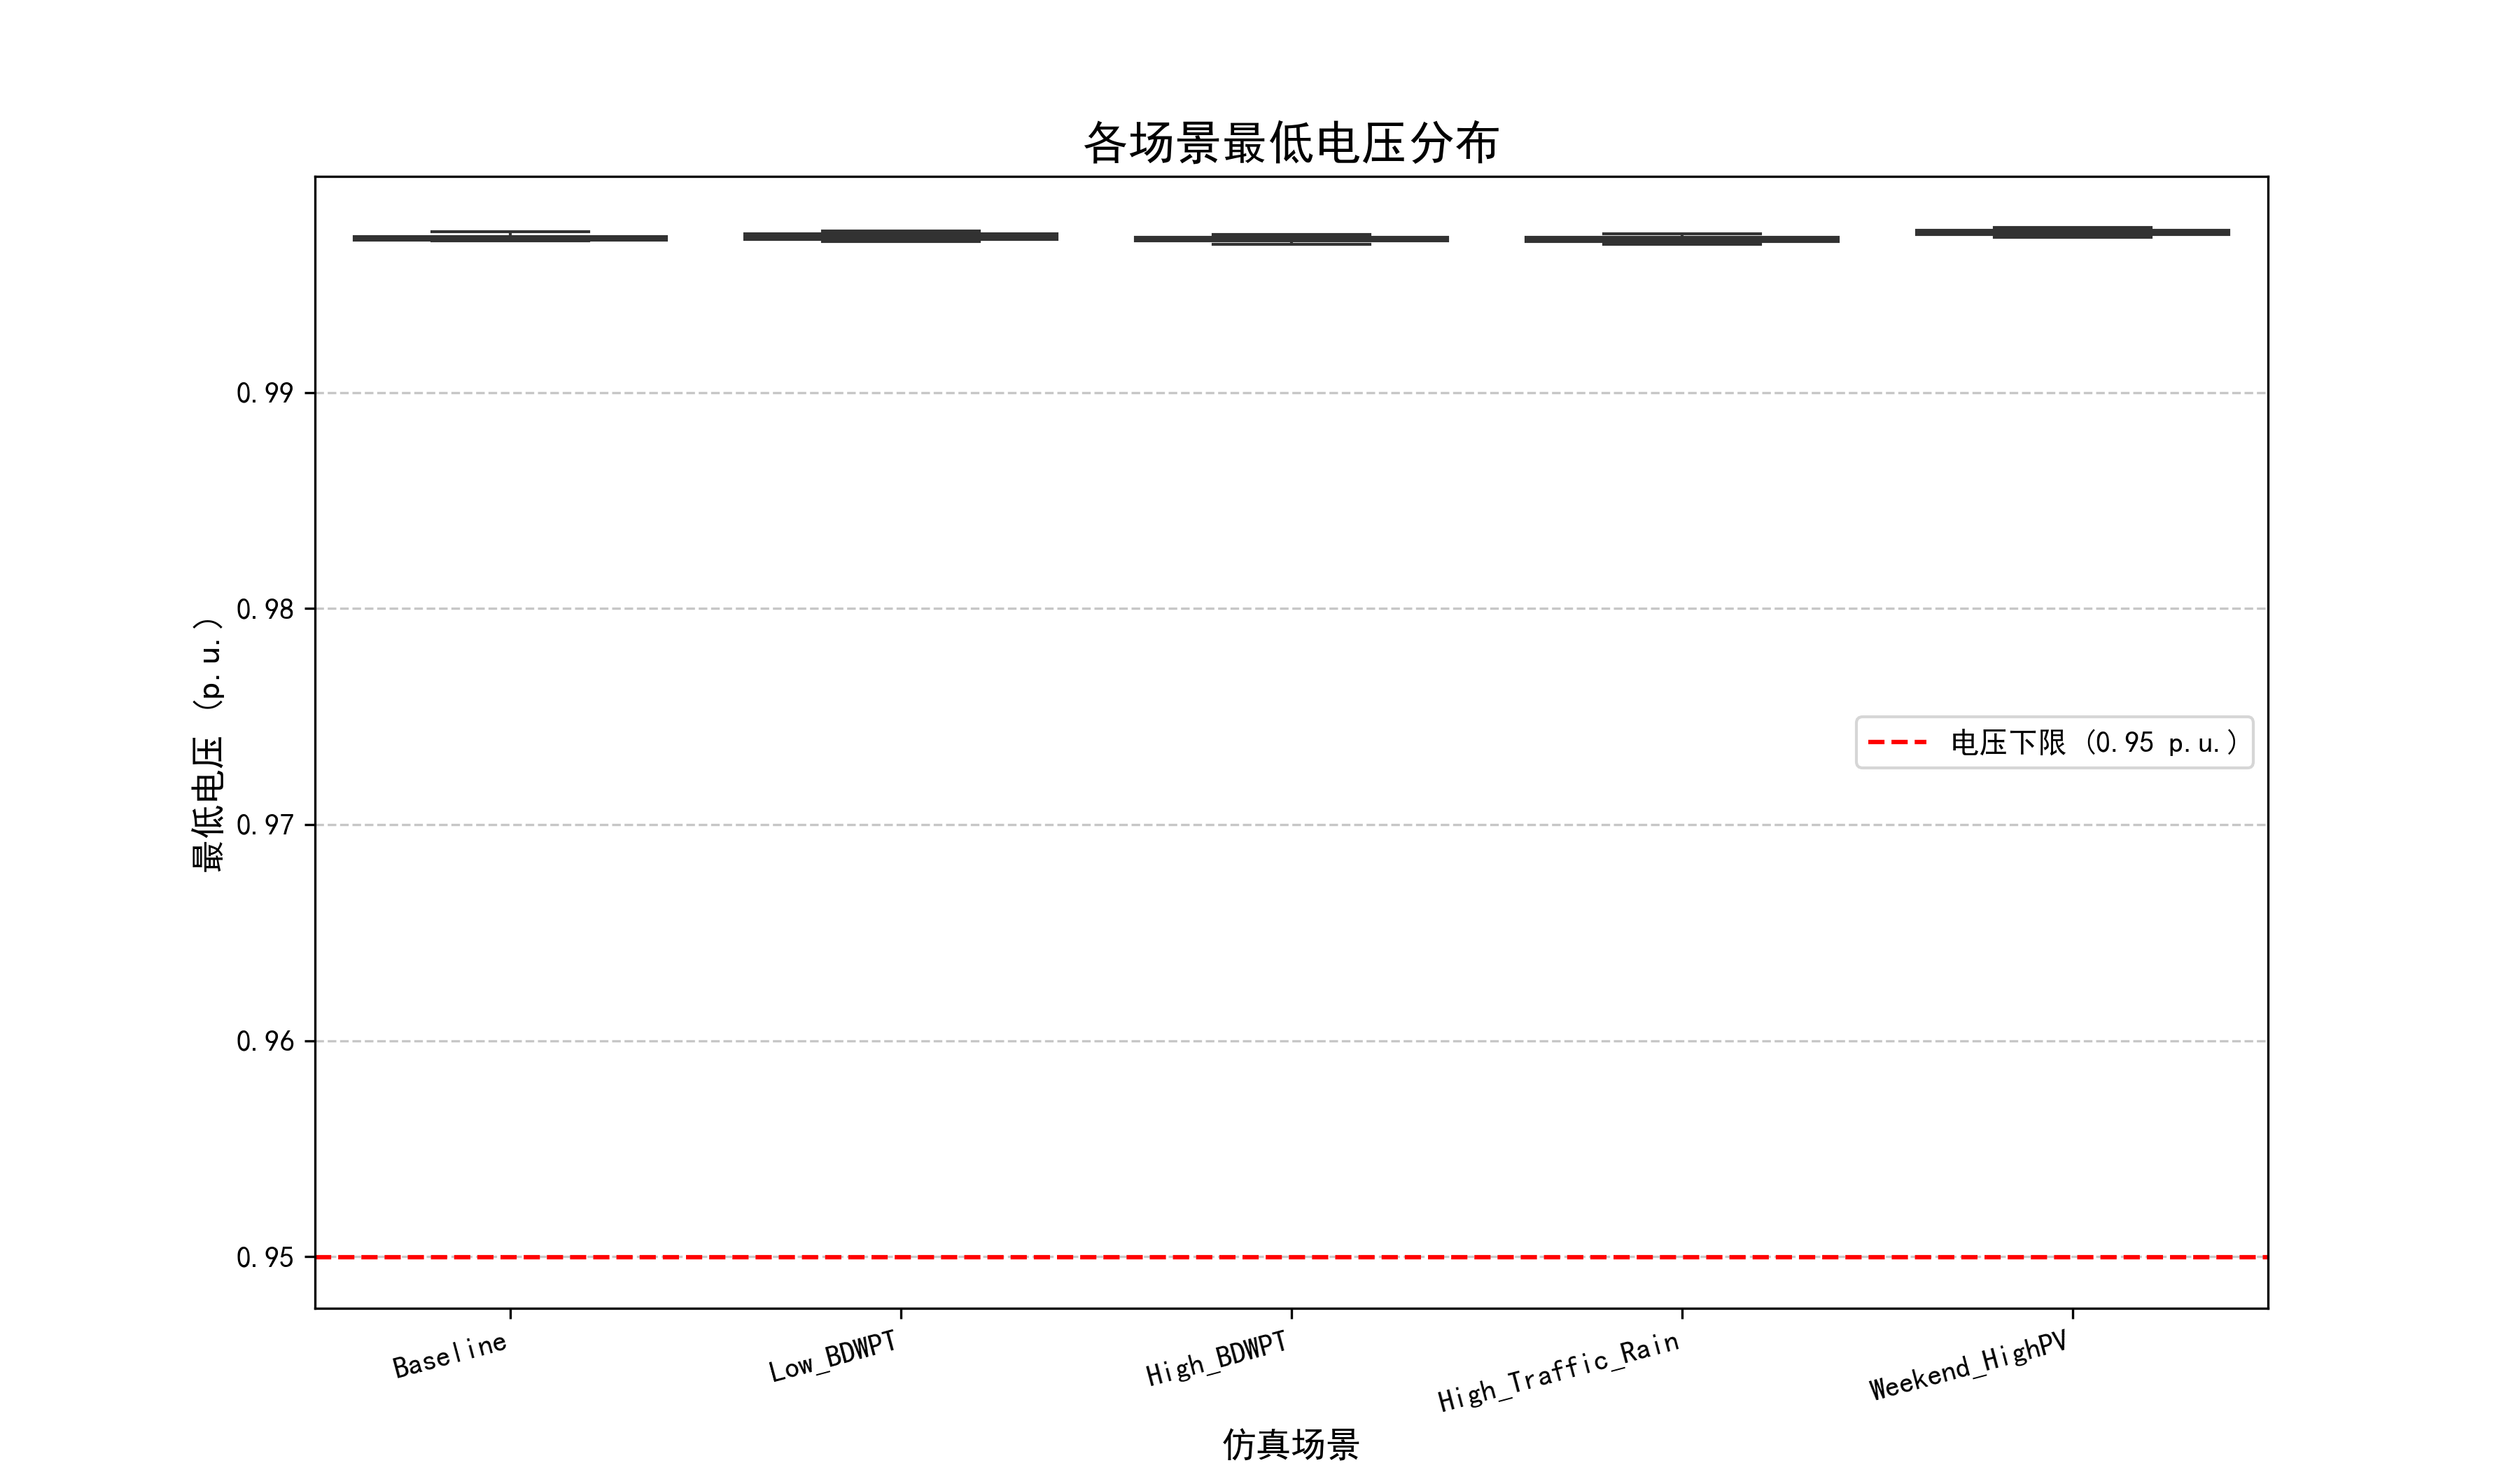 各场景最低电压分布
最低电压 (p.u.)
0.99
0.98
0.97
0.96
0.95
电压下限 (0.95 p.u.)
Baseline
Low_BDWPT
High_BDWPT
High_Traffic_Rain
Weekend_HighPV
仿真场景